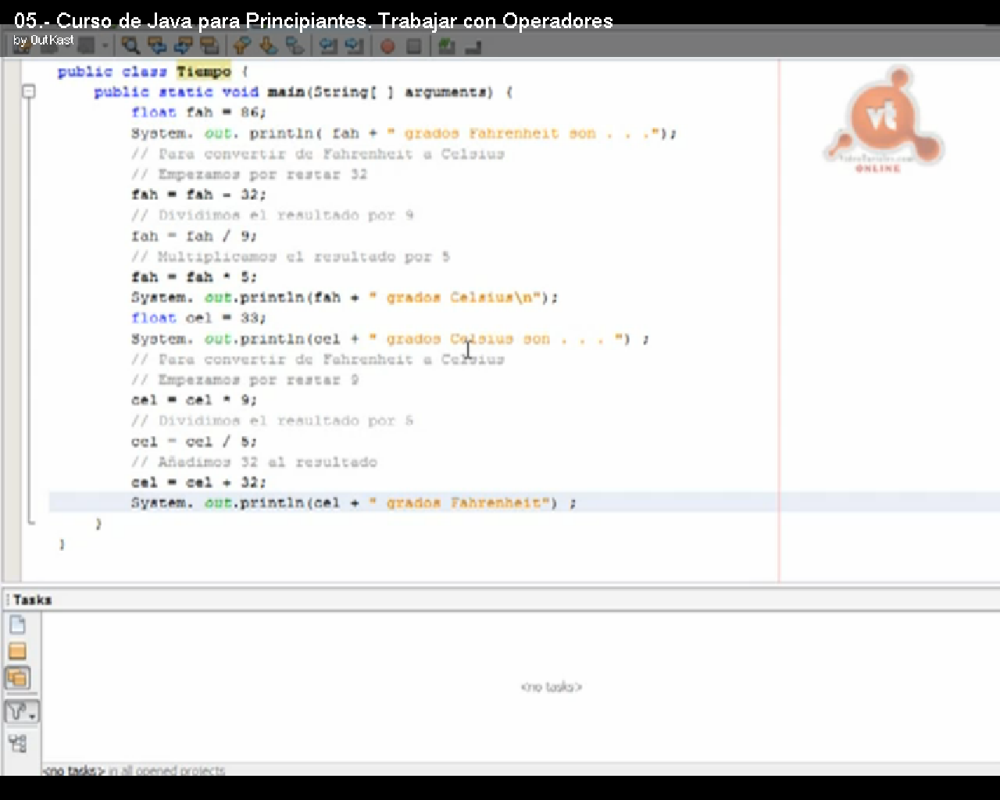 05.- Curso de Java para Principiantes. Trabajar con Operadores
by OutKast
public class Tiempo {
public static void main(String[ ] arguments) {
float fah = 86;
System. out. println( fah + " grados Fahrenheit son . . .");
// Para convertir de Fahrenheit a Celsius
// Empezamos por restar 32
fah = fah - 32;
// Dividimos el resultado por 9
fah = fah / 9;
// Multiplicamos el resultado por 5
fah = fah * 5;
System. out.println(fah + " grados Celsius\n");
float cel = 33;
System. out.println(cel + " grados Celsius son . . . ") ;
// Para convertir de Fahrenheit a Celsius
// Empezamos por restar 9
cel = cel * 9;
// Dividimos el resultado por 5
cel = cel / 5;
// Añadimos 32 al resultado
cel = cel + 32;
System. out.println(cel + " grados Fahrenheit") ;
}
}
vt
ONLINE
Tasks
<no tasks>
<no tasks> in all opened projects